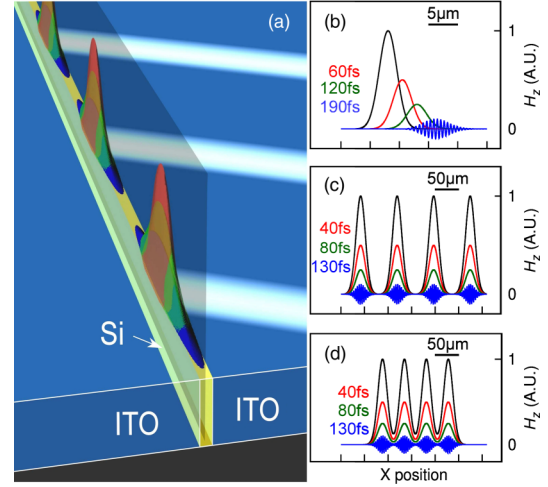 (a)
Si
ITO
ITO
(b)
5μm
60fs
120fs
190fs
1
0
Hz (A.U.)
(c)
50μm
40fs
80fs
130fs
1
0
Hz (A.U.)
(d)
50μm
40fs
80fs
130fs
1
0
Hz (A.U.)
X position